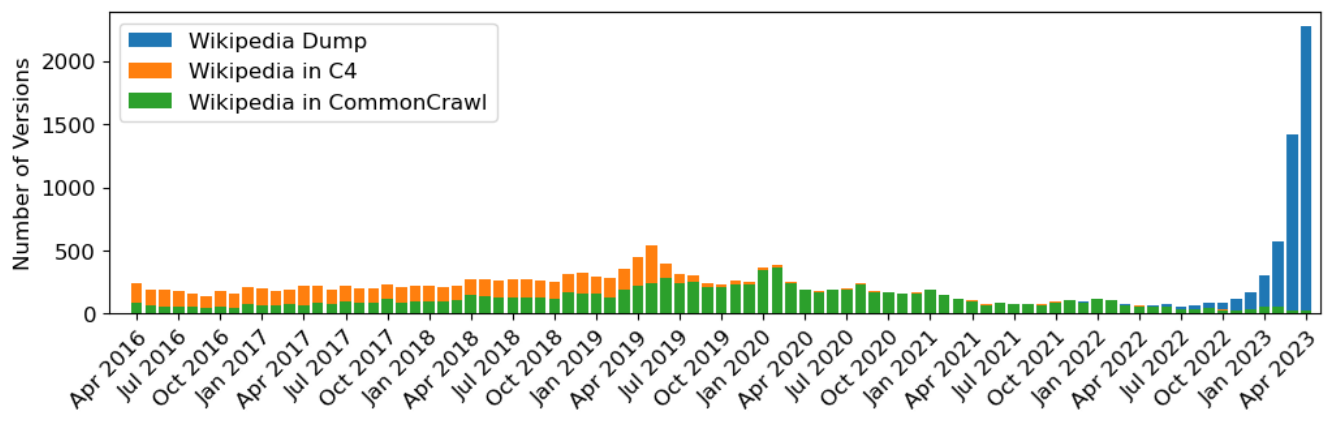 Number of Versions
2000
1500
1000
500
0
Wikipedia Dump
Wikipedia in C4
Wikipedia in CommonCrawl
Apr 2016
Jul 2016
Oct 2016
Jan 2017
Apr 2017
Jul 2017
Oct 2017
Jan 2018
Apr 2018
Jul 2018
Oct 2018
Jan 2019
Apr 2019
Jul 2019
Oct 2019
Jan 2020
Apr 2020
Jul 2020
Oct 2020
Jan 2021
Apr 2021
Jul 2021
Oct 2021
Jan 2022
Apr 2022
Jul 2022
Oct 2022
Jan 2023
Apr 2023